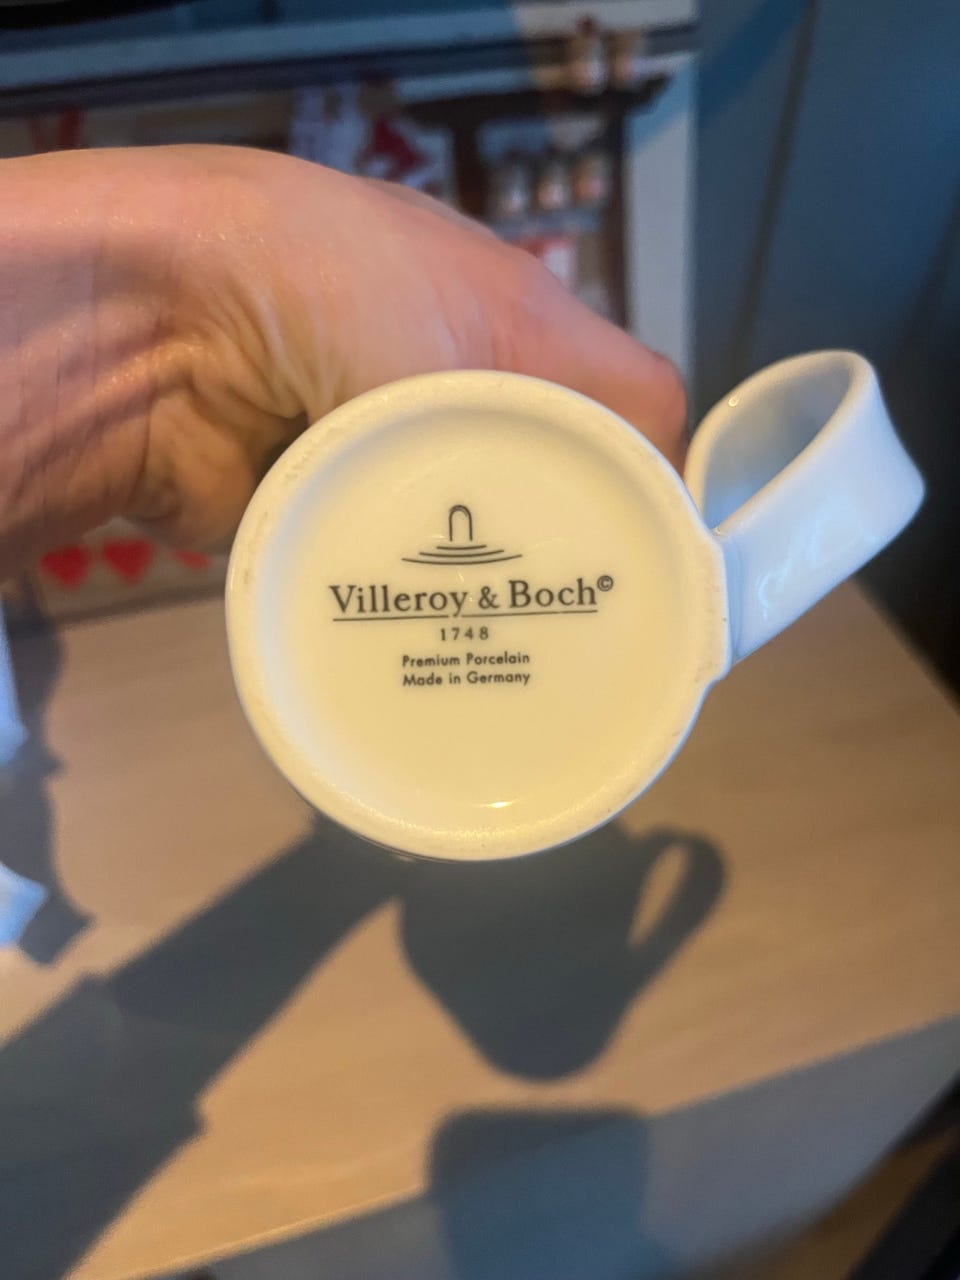 Villeroy & Boch©
1748
Premium Porcelain
Made in Germany